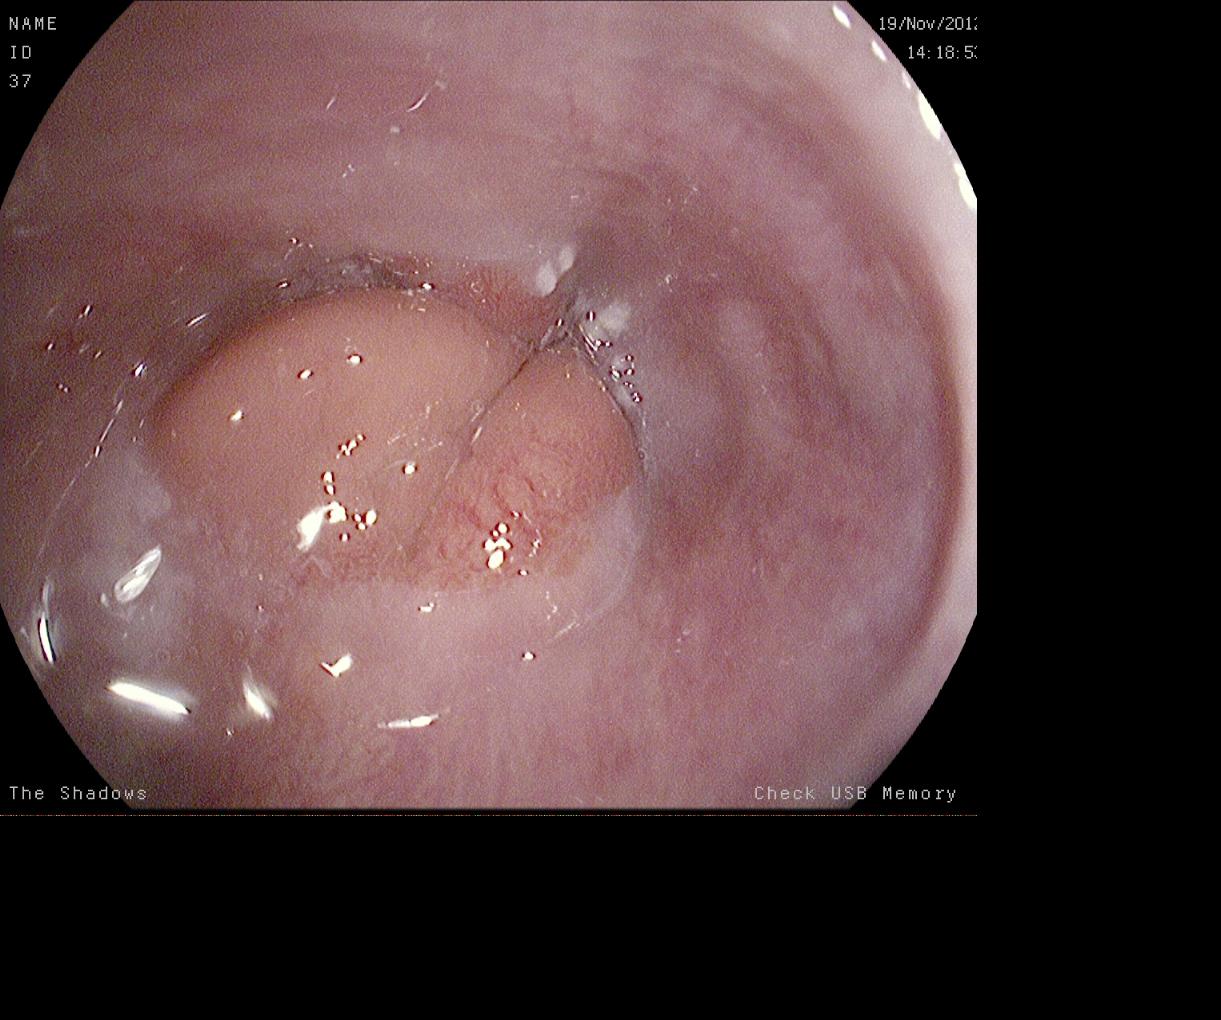 NAME
ID
37
19/Nov/201
14:18:5
The Shadows
Check USB Memory